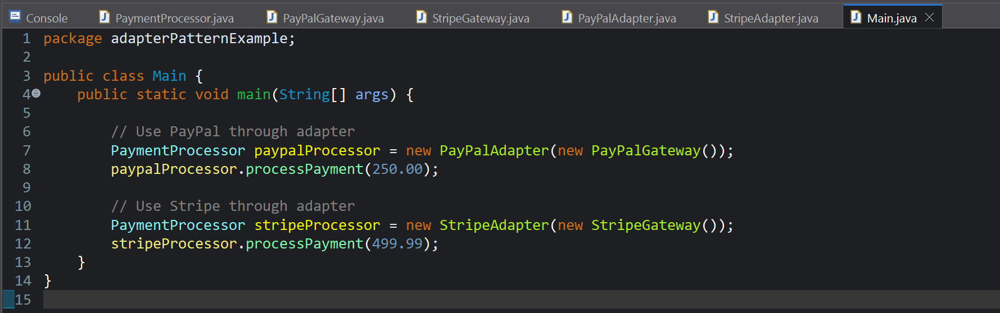 Console PaymentProcessor.java PayPalGateway.java StripeGateway.java PayPalAdapter.java StripeAdapter.java Main.java
1 package adapterPatternExample;
2
3 public class Main {
4     public static void main(String[] args) {
5
6         // Use PayPal through adapter
7         PaymentProcessor paypalProcessor = new PayPalAdapter(new PayPalGateway());
8         paypalProcessor.processPayment(250.00);
9
10         // Use Stripe through adapter
11         PaymentProcessor stripeProcessor = new StripeAdapter(new StripeGateway());
12         stripeProcessor.processPayment(499.99);
13     }
14 }
15